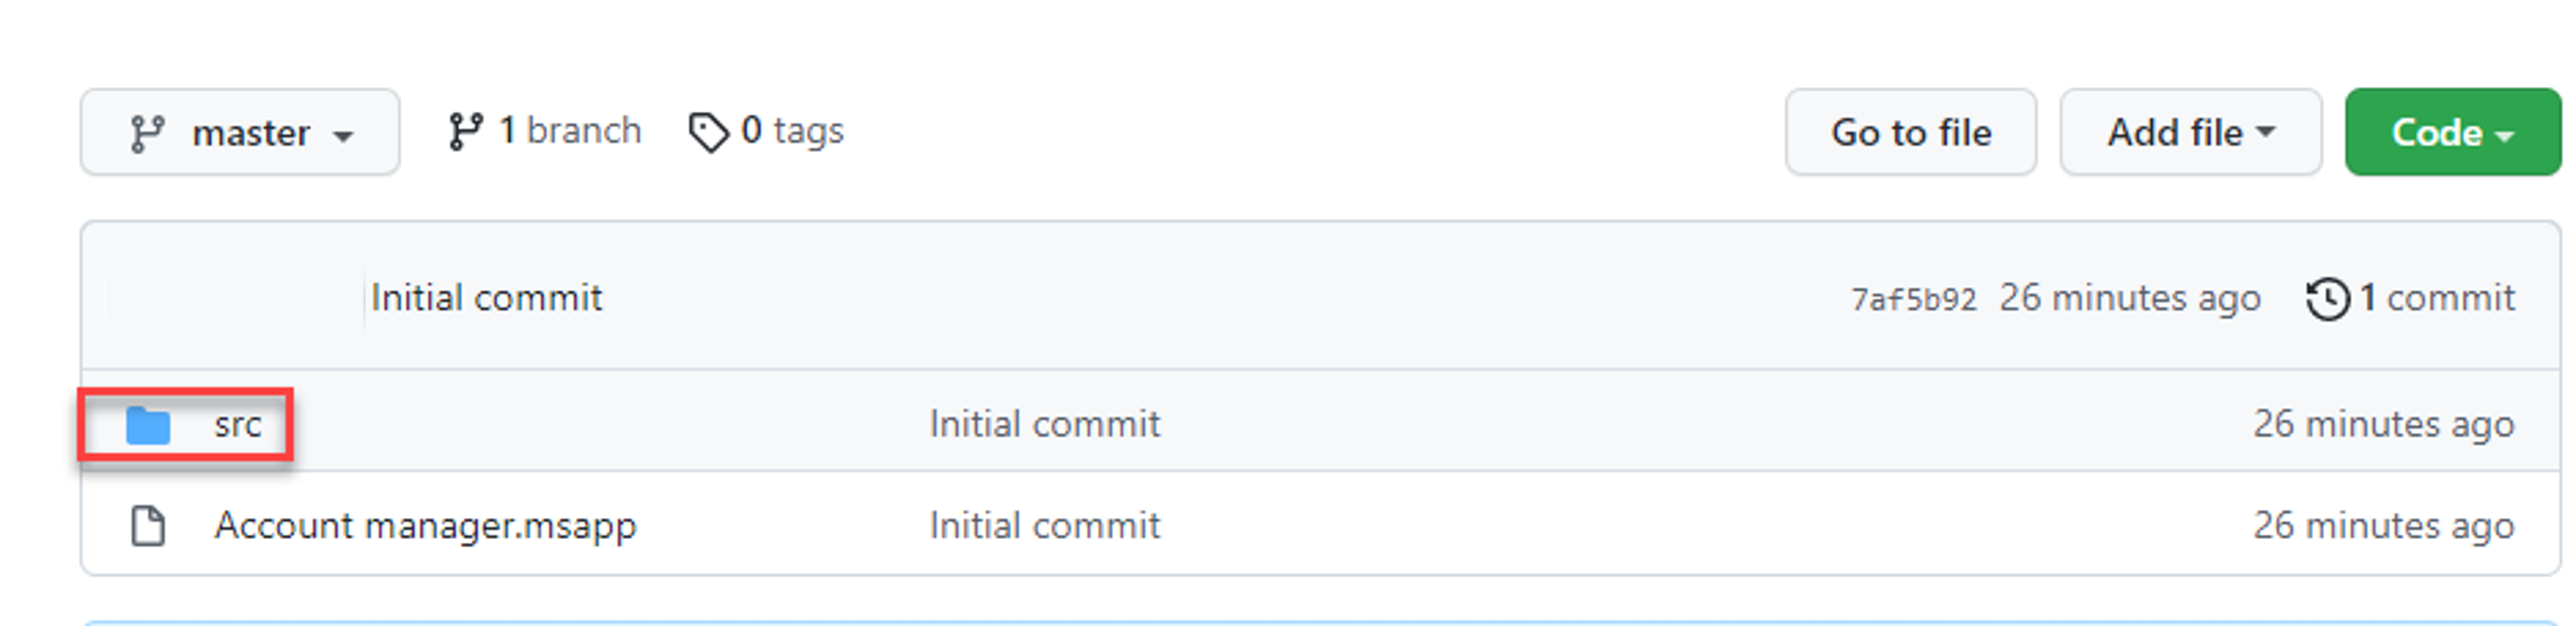 master 1 branch 0 tags Go to file Add file Code
Initial commit 7af5b92 26 minutes ago 1 commit
src Initial commit 26 minutes ago
Account manager.msapp Initial commit 26 minutes ago